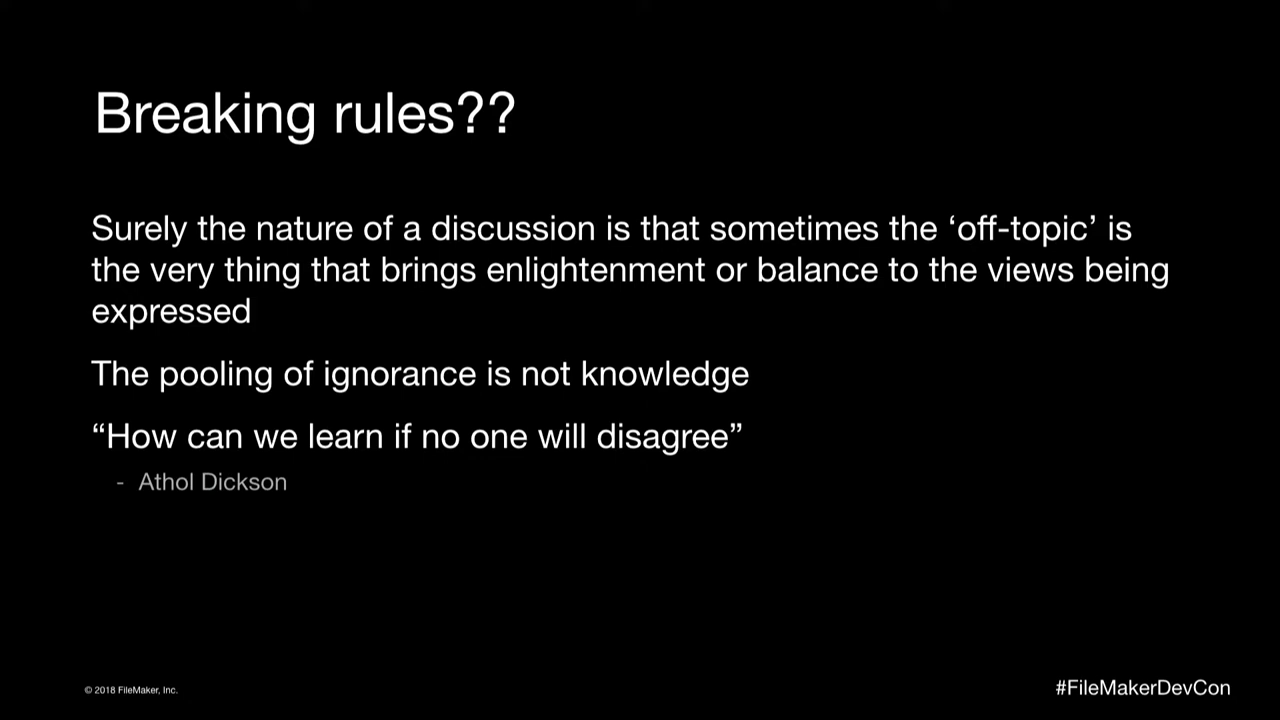 Breaking rules??
Surely the nature of a discussion is that sometimes the ‘off-topic’ is
the very thing that brings enlightenment or balance to the views being
expressed
The pooling of ignorance is not knowledge
“How can we learn if no one will disagree”
- Athol Dickson
© 2018 FileMaker, Inc.
#FileMakerDevCon